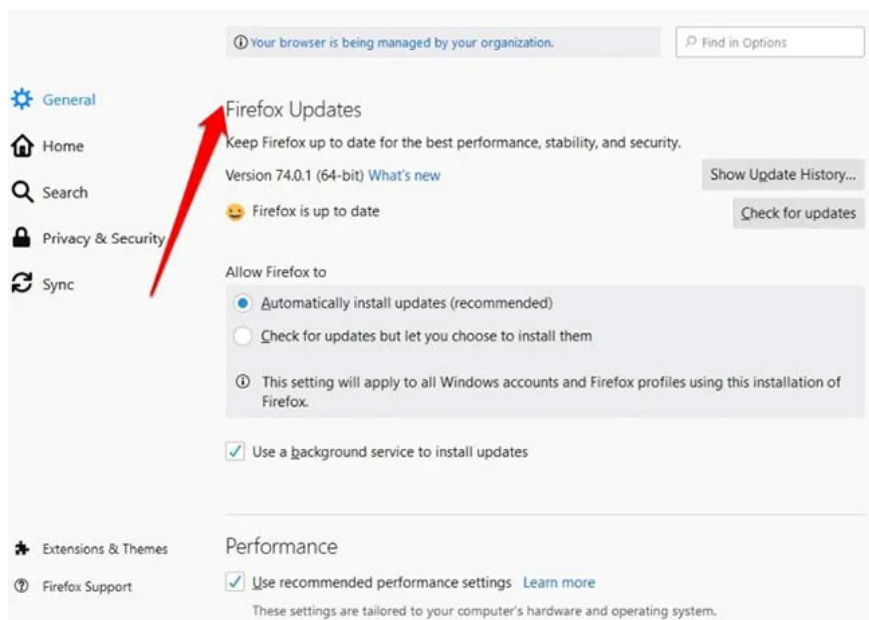 Your browser is being managed by your organization.
Find in Options
General
Home
Search
Privacy & Security
Sync
Extensions & Themes
Firefox Support
Firefox Updates
Keep Firefox up to date for the best performance, stability, and security.
Version 74.0.1 (64-bit) What's new
Show Update History...
Firefox is up to date
Check for updates
Allow Firefox to
Automatically install updates (recommended)
Check for updates but let you choose to install them
This setting will apply to all Windows accounts and Firefox profiles using this installation of
Firefox.
Use a background service to install updates
Performance
Use recommended performance settings Learn more
These settings are tailored to your computer's hardware and operating system.